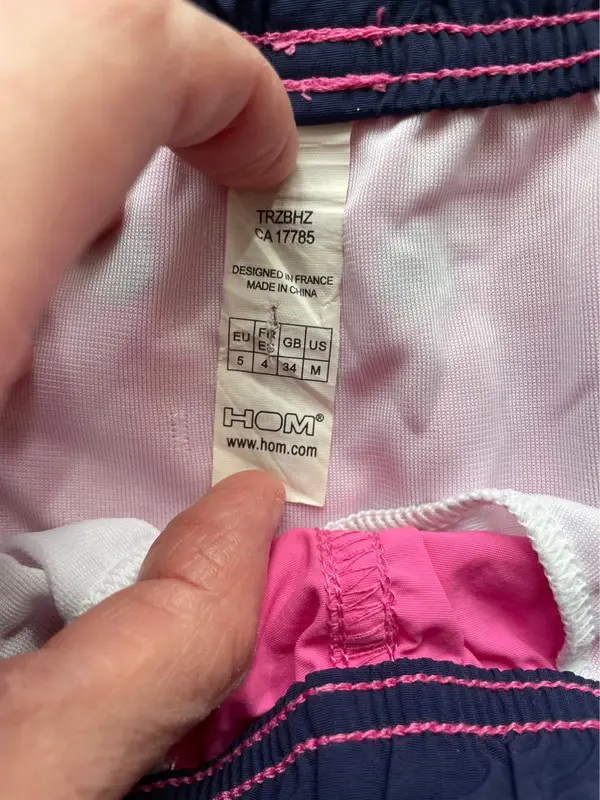 TRZBHZ
CA 17785
DESIGNED IN FRANCE
MADE IN CHINA
EU FR ES GB US
5 4 34 M
HOM®
www.hom.com